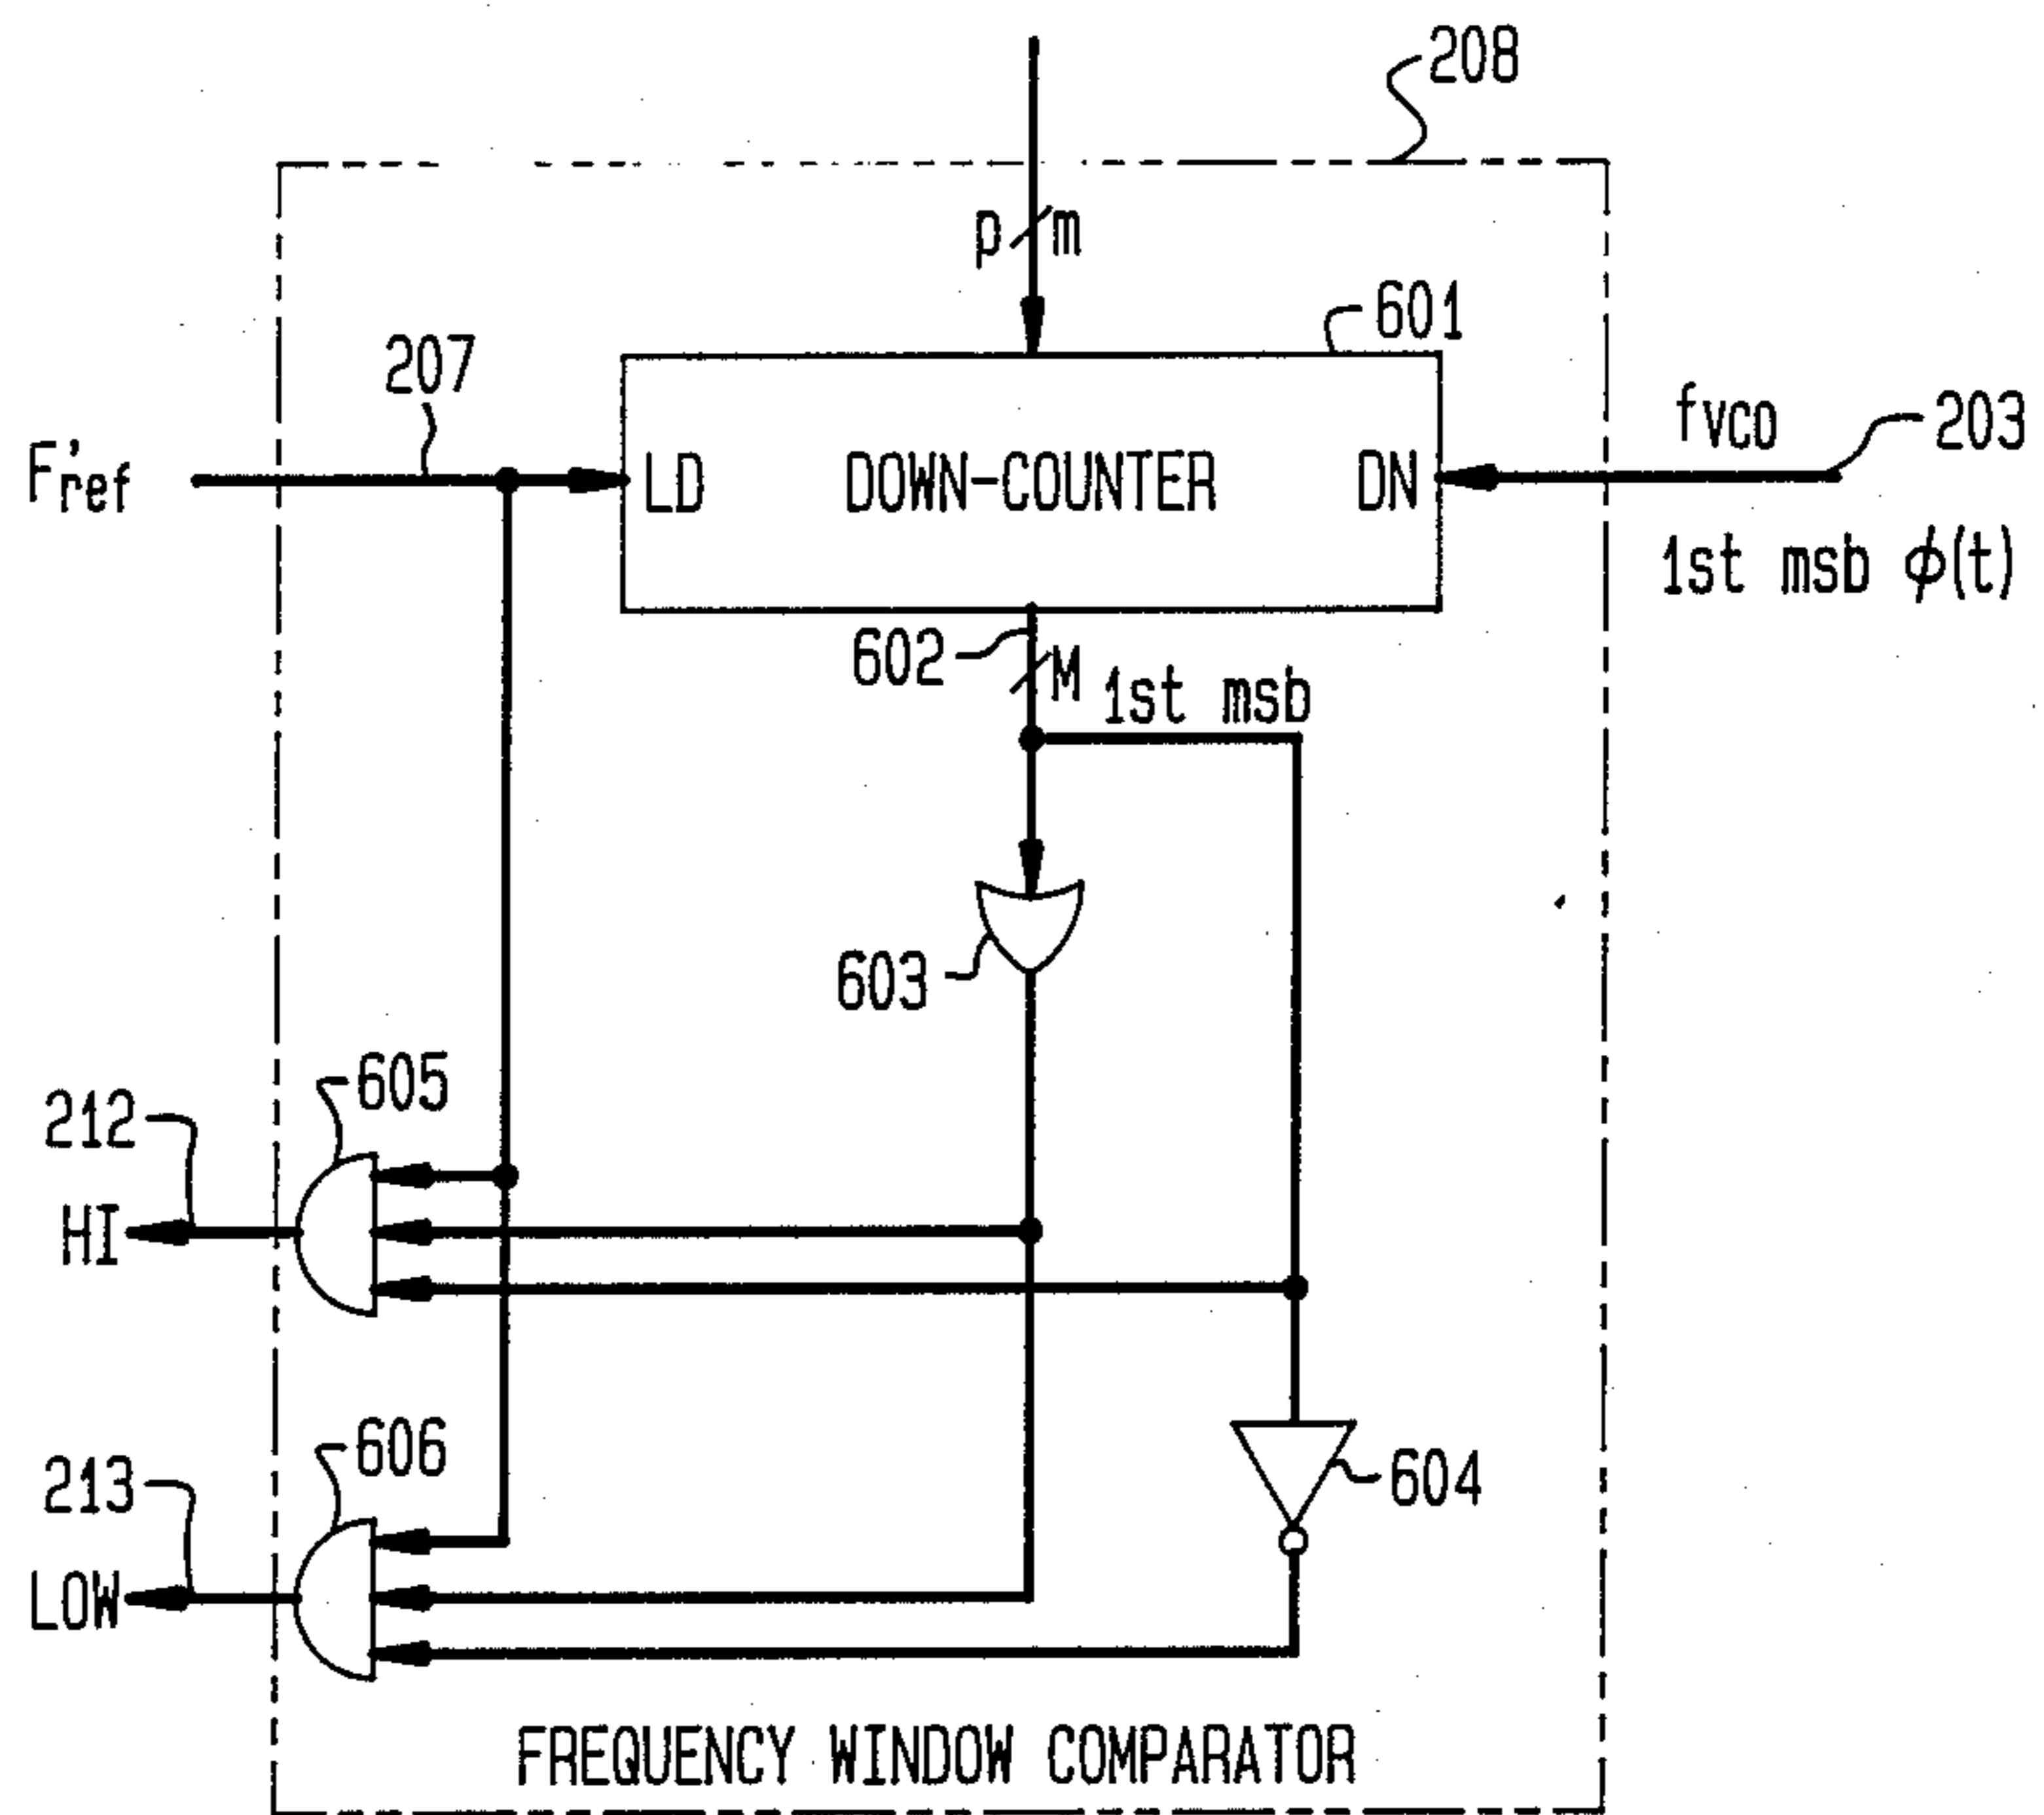 208
p m
601
207
fvco
203
F'ref
LD
DOWN-COUNTER
DN
1st msb ϕ(t)
602
M
1st msb
603
605
212
HI
606
604
213
LOW
FREQUENCY WINDOW COMPARATOR